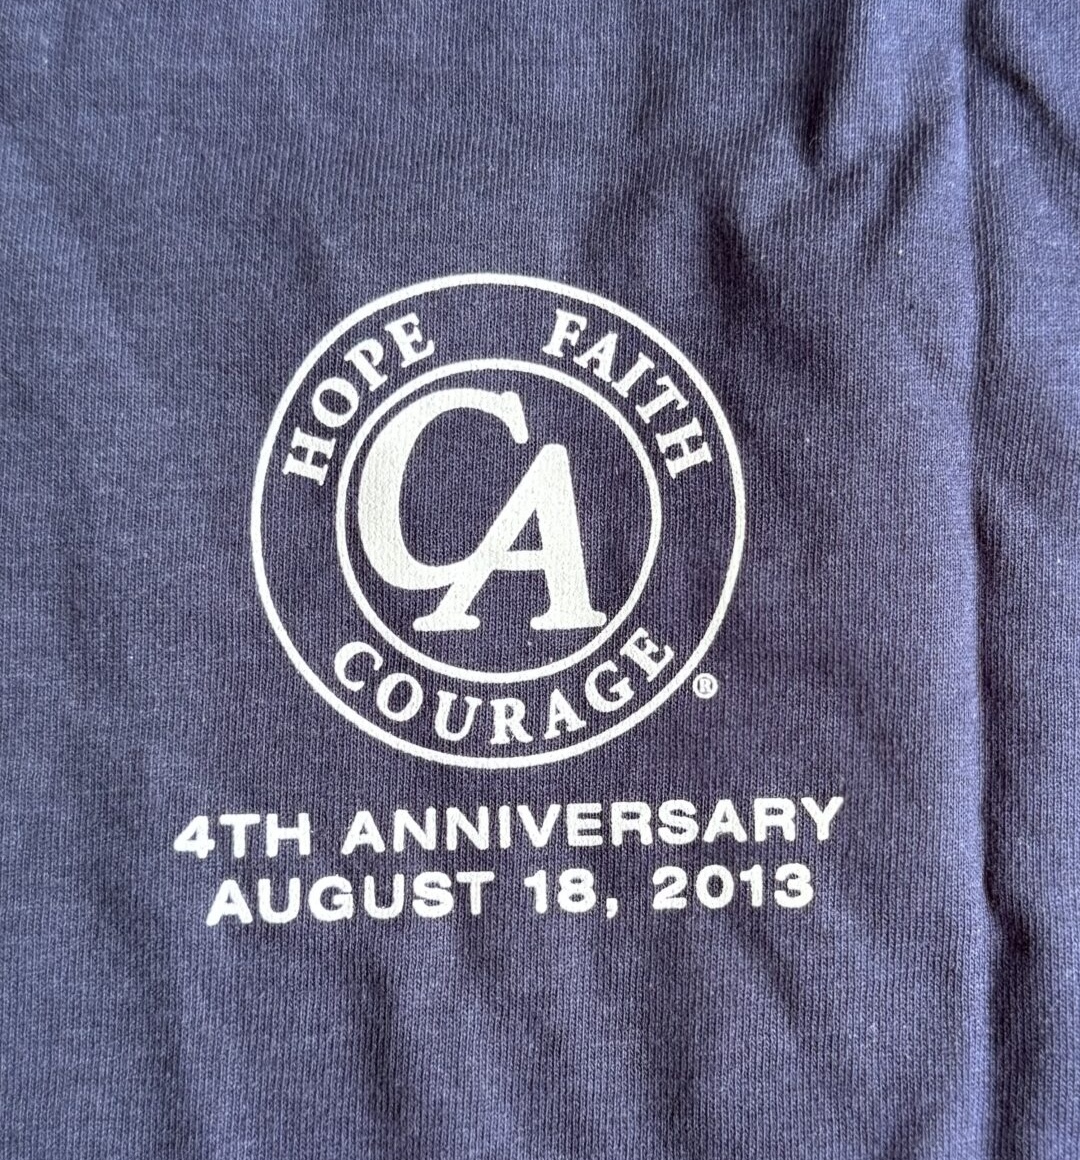 HOPE FAITH
CA
COURAGE
®
4TH ANNIVERSARY
AUGUST 18, 2013